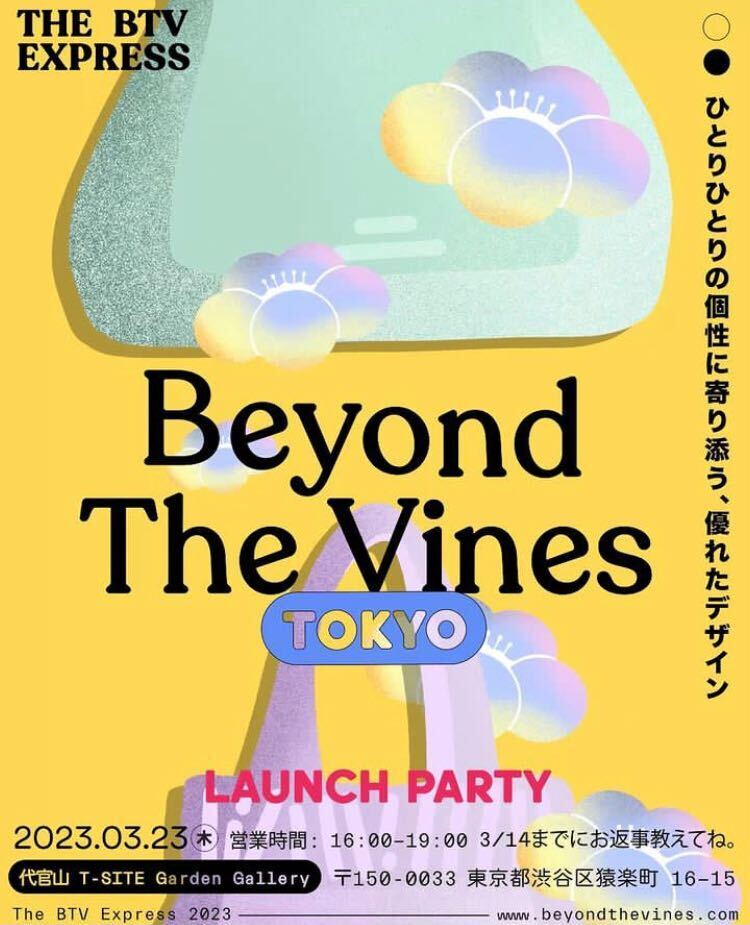 THE BTV
EXPRESS
ひとりひとりの個性に寄り添う、優れたデザイン
Beyond
The Vines
TOKYO
LAUNCH PARTY
2023.03.23㊍ 営業時間: 16:00-19:00 3/14までにお返事教えてね。
代官山 T-SITE Garden Gallery 〒150-0033 東京都渋谷区猿楽町 16-15
The BTV Express 2023 www.beyondthevines.com